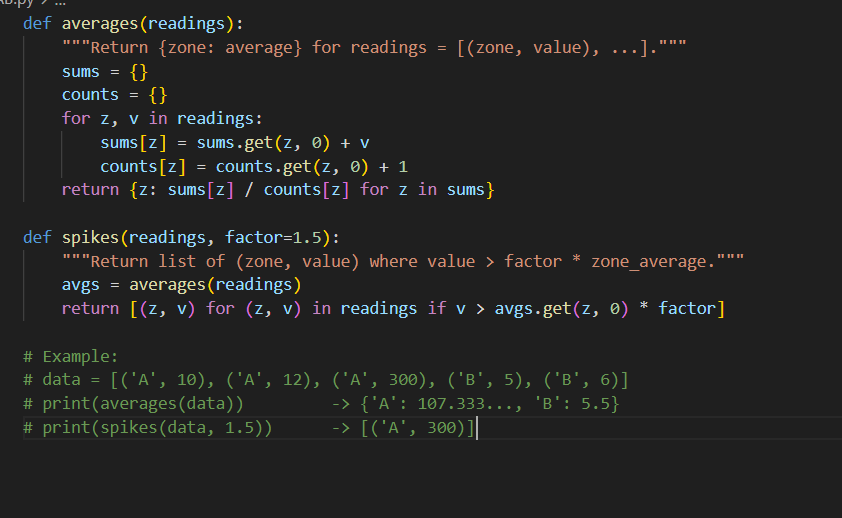 def averages(readings):
    """Return {zone: average} for readings = [(zone, value), ...]."""
    sums = {}
    counts = {}
    for z, v in readings:
        sums[z] = sums.get(z, 0) + v
        counts[z] = counts.get(z, 0) + 1
    return {z: sums[z] / counts[z] for z in sums}

def spikes(readings, factor=1.5):
    """Return list of (zone, value) where value > factor * zone_average."""
    avgs = averages(readings)
    return [(z, v) for (z, v) in readings if v > avgs.get(z, 0) * factor]

# Example:
# data = [('A', 10), ('A', 12), ('A', 300), ('B', 5), ('B', 6)]
# print(averages(data))         -> {'A': 107.333..., 'B': 5.5}
# print(spikes(data, 1.5))      -> [('A', 300)]